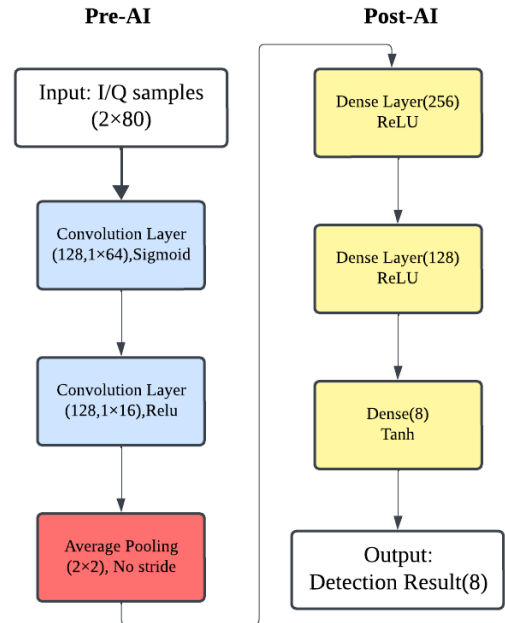 Pre-AI
Input: I/Q samples
(2×80)
Convolution Layer
(128,1×64),Sigmoid
Convolution Layer
(128,1×16),Relu
Average Pooling
(2×2), No stride
Post-AI
Dense Layer(256)
ReLU
Dense Layer(128)
ReLU
Dense(8)
Tanh
Output:
Detection Result(8)